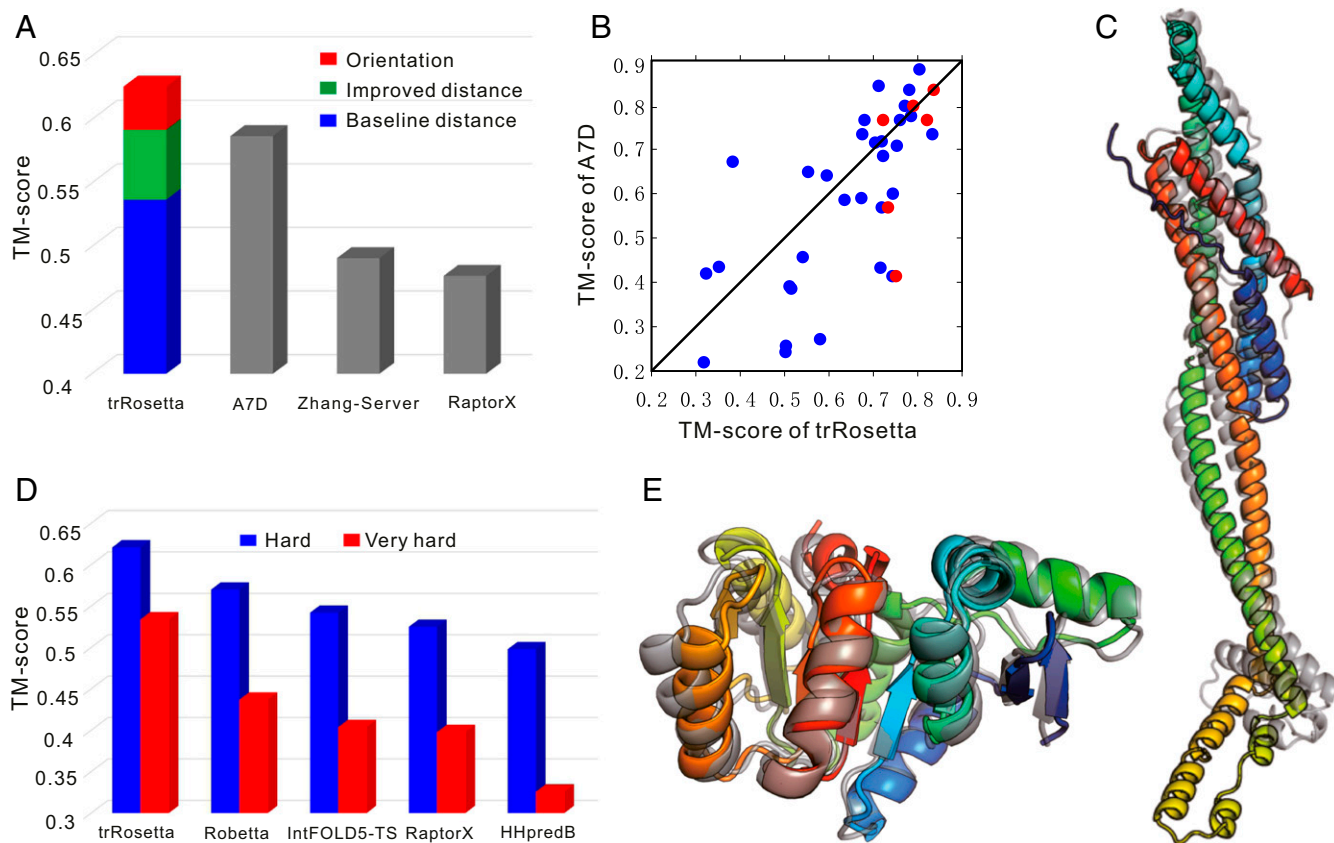 A
TM-score
0.65
0.6
0.55
0.5
0.45
0.4
Orientation
Improved distance
Baseline distance
trRosetta A7D Zhang-Server RaptorX
B
TM-score of A7D
0.9
0.8
0.7
0.6
0.5
0.4
0.3
0.2
0.2 0.3 0.4 0.5 0.6 0.7 0.8 0.9
TM-score of trRosetta
C
D
TM-score
0.65
0.6
0.55
0.5
0.45
0.4
0.35
0.3
Hard Very hard
trRosetta Robetta IntFOLD5-TS RaptorX HHpredB
E